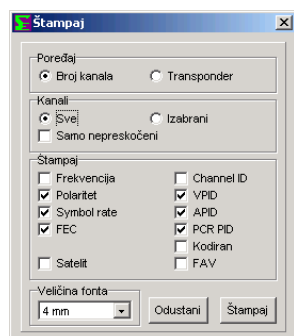 Štampaj
Poređaj
Broj kanala Transponder
Kanali
Sve Izabrani
Samo nepreskočeni
Štampaj
Frekvencija Channel ID
Polaritet VPID
Symbol rate APID
FEC PCR PID
Kodiran
Satelit FAV
Veličina fonta
4 mm Odustani Štampaj